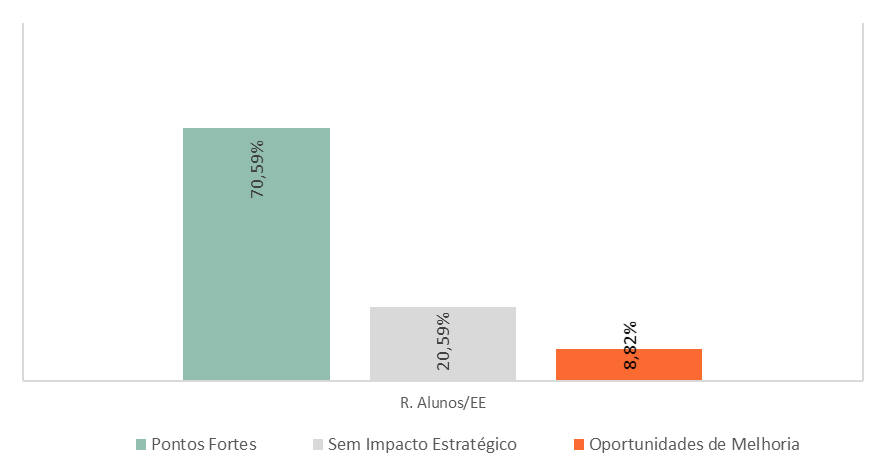 70,59%
20,59%
8,82%
R. Alunos/EE
Pontos Fortes
Sem Impacto Estratégico
Oportunidades de Melhoria